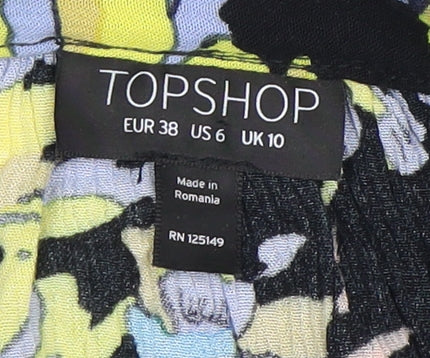 TOPSHOP
EUR 38 US 6 UK 10
Made in
Romania
RN 125149